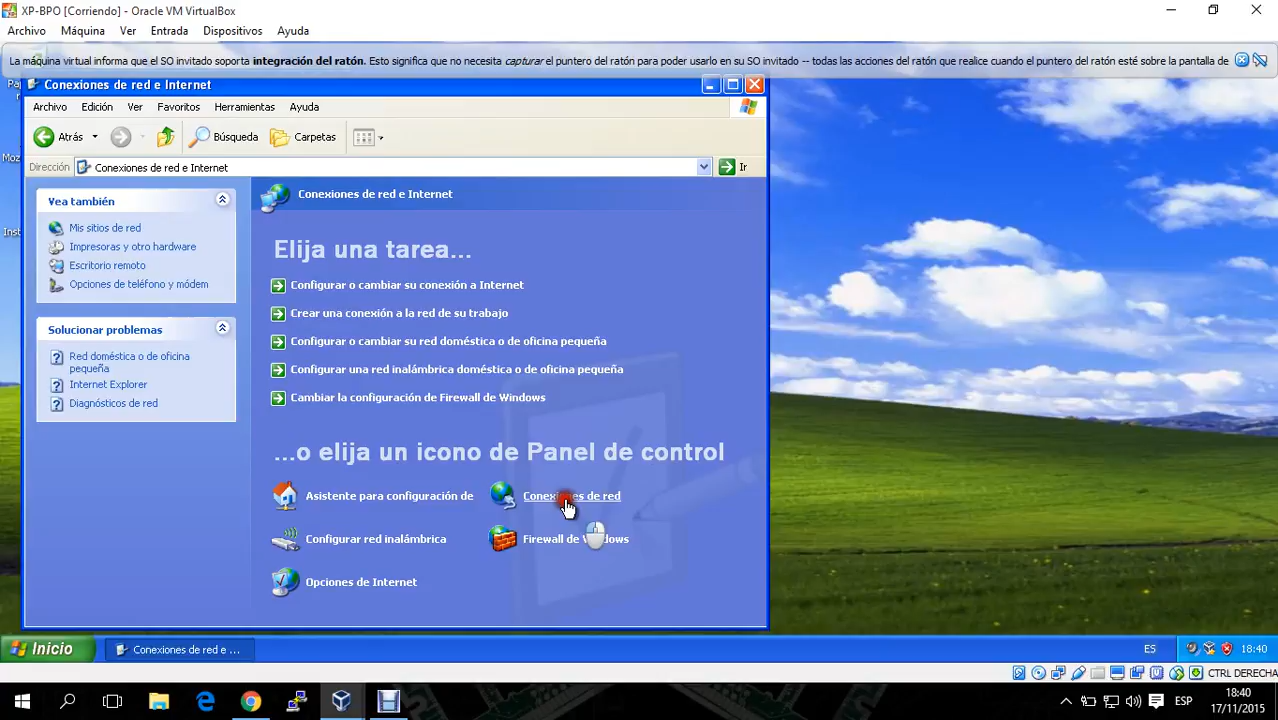 XP-BPO [Corriendo] - Oracle VM VirtualBox
Archivo Máquina Ver Entrada Dispositivos Ayuda
La máquina virtual informa que el SO invitado soporta integración del ratón. Esto significa que no necesita capturar el puntero del ratón para poder usarlo en su SO invitado -- todas las acciones del ratón que realice cuando el puntero del ratón esté sobre la pantalla de
Conexiones de red e Internet
Archivo Edición Ver Favoritos Herramientas Ayuda
Atrás Búsqueda Carpetas
Dirección Conexiones de red e Internet Ir
Vea también
Mis sitios de red
Impresoras y otro hardware
Escritorio remoto
Opciones de teléfono y módem
Solucionar problemas
Red doméstica o de oficina
pequeña
Internet Explorer
Diagnósticos de red
Conexiones de red e Internet
Elija una tarea...
Configurar o cambiar su conexión a Internet
Crear una conexión a la red de su trabajo
Configurar o cambiar su red doméstica o de oficina pequeña
Configurar una red inalámbrica doméstica o de oficina pequeña
Cambiar la configuración de Firewall de Windows
...o elija un icono de Panel de control
Asistente para configuración de Conexiones de red
Configurar red inalámbrica Firewall de Windows
Opciones de Internet
Inicio Conexiones de red e ... ES 18:40
CTRL DERECHA
ESP 18:40
17/11/2015